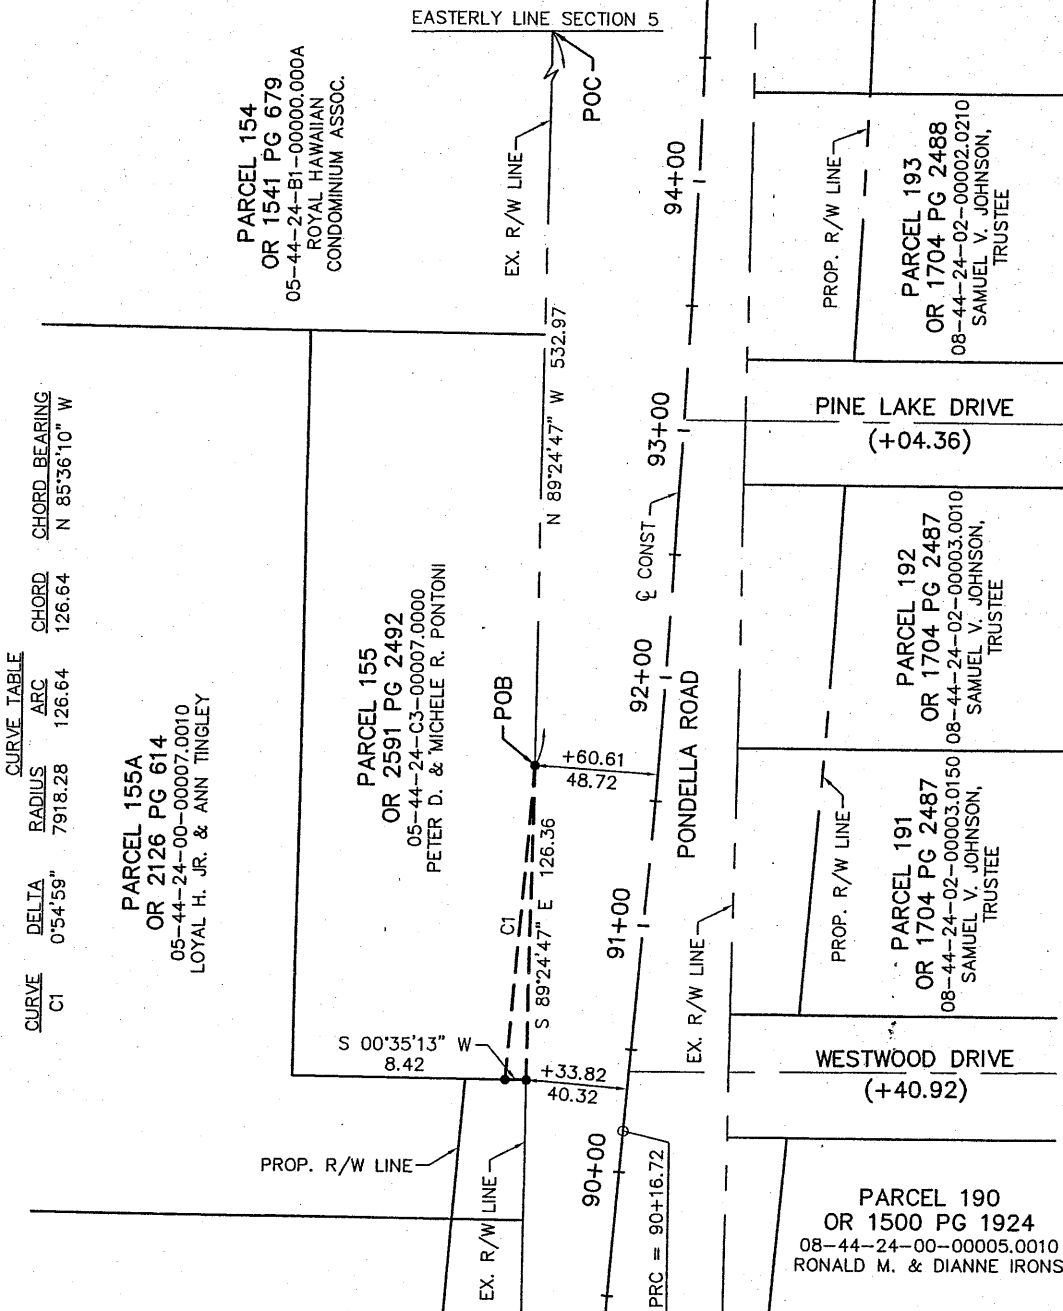 EASTERLY LINE SECTION 5
POC
EX. R/W LINE
PARCEL 154
OR 1541 PG 679
05-44-24-B1-00000.000A
ROYAL HAWAIIAN
CONDOMINIUM ASSOC.
94+00
PROP. R/W LINE
PARCEL 193
OR 1704 PG 2488
08-44-24-02-00002.0210
SAMUEL V. JOHNSON,
TRUSTEE
N 89°24'47" W 532.97
93+00
PINE LAKE DRIVE
(+04.36)
CURVE TABLE
CURVE DELTA RADIUS ARC CHORD CHORD BEARING
C1 0°54'59" 7918.28 126.64 126.64 N 85°36'10" W
PARCEL 155A
OR 2126 PG 614
05-44-24-00-00007.0010
LOYAL H. JR. & ANN TINGLEY
PARCEL 155
OR 2591 PG 2492
05-44-24-C3-00007.0000
PETER D. & MICHELE R. PONTONI
POB
℄ CONST
92+00
PONDELLA ROAD
PARCEL 192
OR 1704 PG 2487
08-44-24-02-00003.0010
SAMUEL V. JOHNSON,
TRUSTEE
+60.61
48.72
C1
S 89°24'47" E 126.36
91+00
EX. R/W LINE
PROP. R/W LINE
PARCEL 191
OR 1704 PG 2487
08-44-24-02-00003.0150
SAMUEL V. JOHNSON,
TRUSTEE
S 00°35'13" W
8.42
+33.82
40.32
WESTWOOD DRIVE
(+40.92)
PROP. R/W LINE
EX. R/W LINE
90+00
PRC = 90+16.72
PARCEL 190
OR 1500 PG 1924
08-44-24-00-00005.0010
RONALD M. & DIANNE IRONS